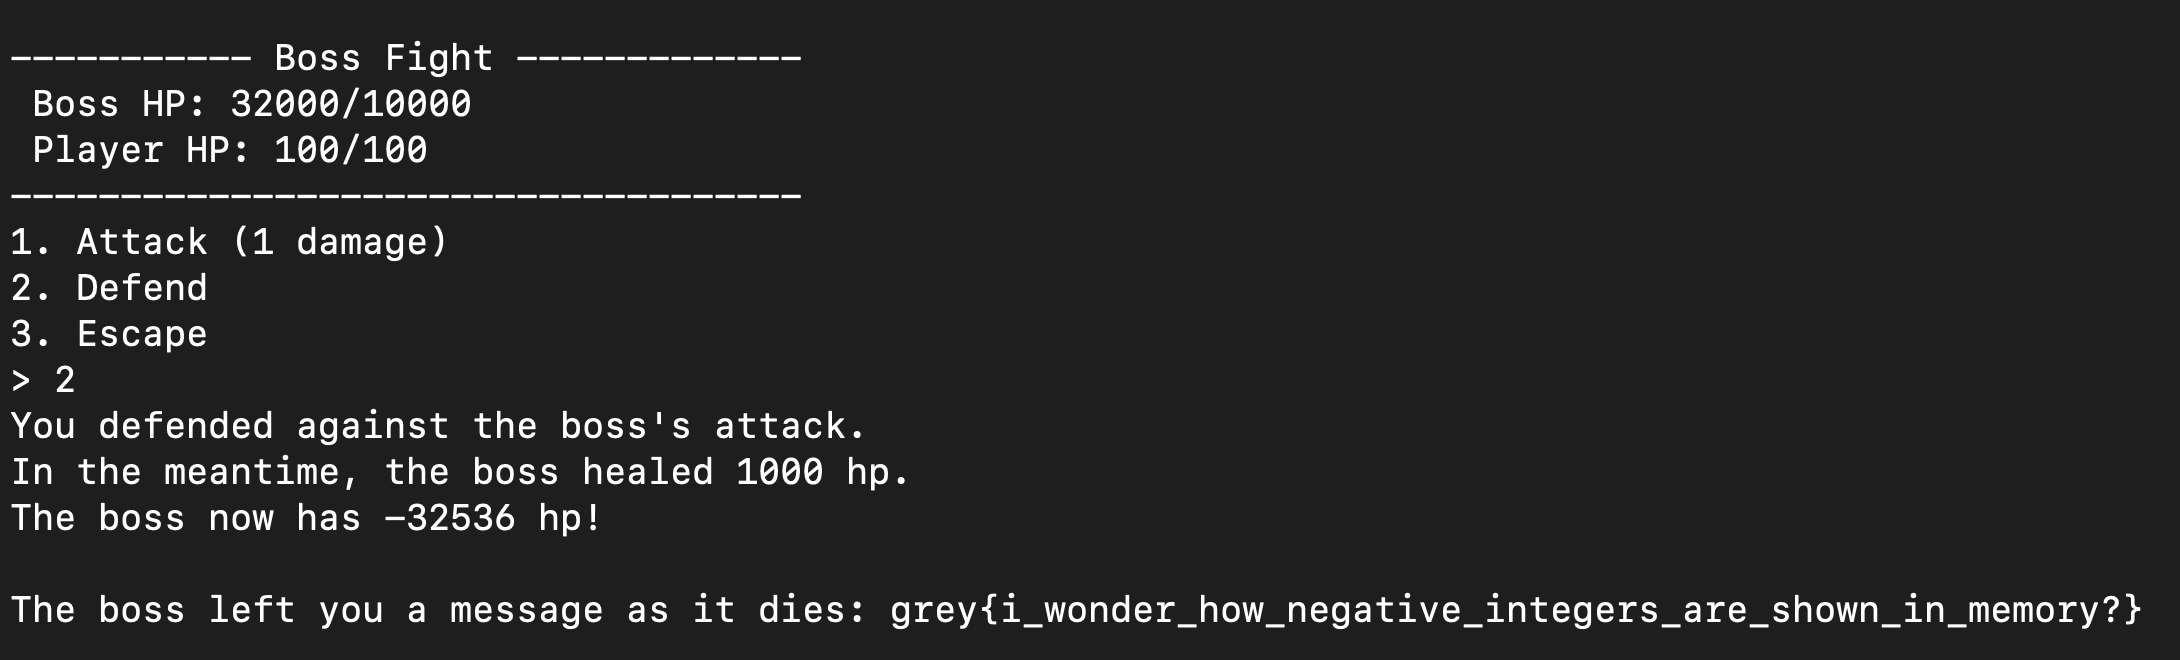 ----------- Boss Fight -------------
 Boss HP: 32000/10000
 Player HP: 100/100
------------------------------------
1. Attack (1 damage)
2. Defend
3. Escape
> 2
You defended against the boss's attack.
In the meantime, the boss healed 1000 hp.
The boss now has -32536 hp!

The boss left you a message as it dies: grey{i_wonder_how_negative_integers_are_shown_in_memory?}